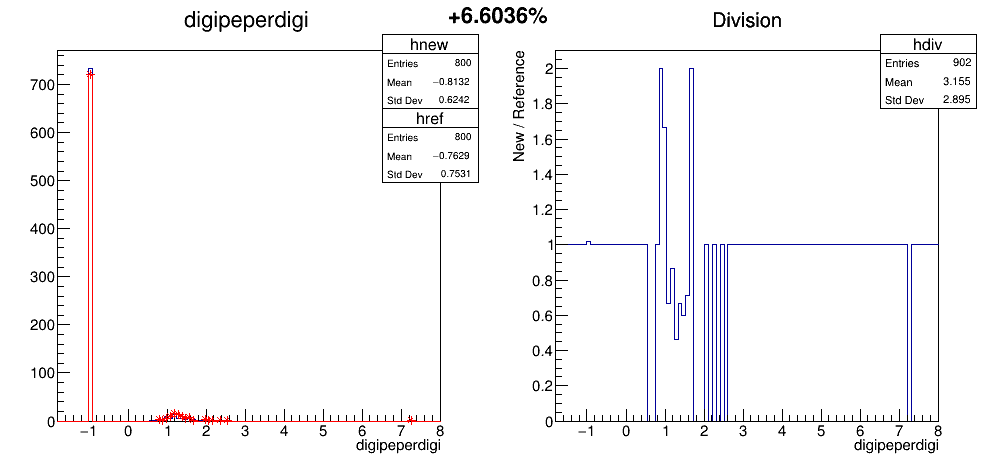 digipeperdigi
+6.6036%
Division
hnew
Entries 800
Mean −0.8132
Std Dev 0.6242
href
Entries 800
Mean −0.7629
Std Dev 0.7531
700
600
500
400
300
200
100
0
−1 0 1 2 3 4 5 6 7 8
digipeperdigi
hdiv
Entries 902
Mean 3.155
Std Dev 2.895
New / Reference
2
1.8
1.6
1.4
1.2
1
0.8
0.6
0.4
0.2
0
−1 0 1 2 3 4 5 6 7 8
digipeperdigi